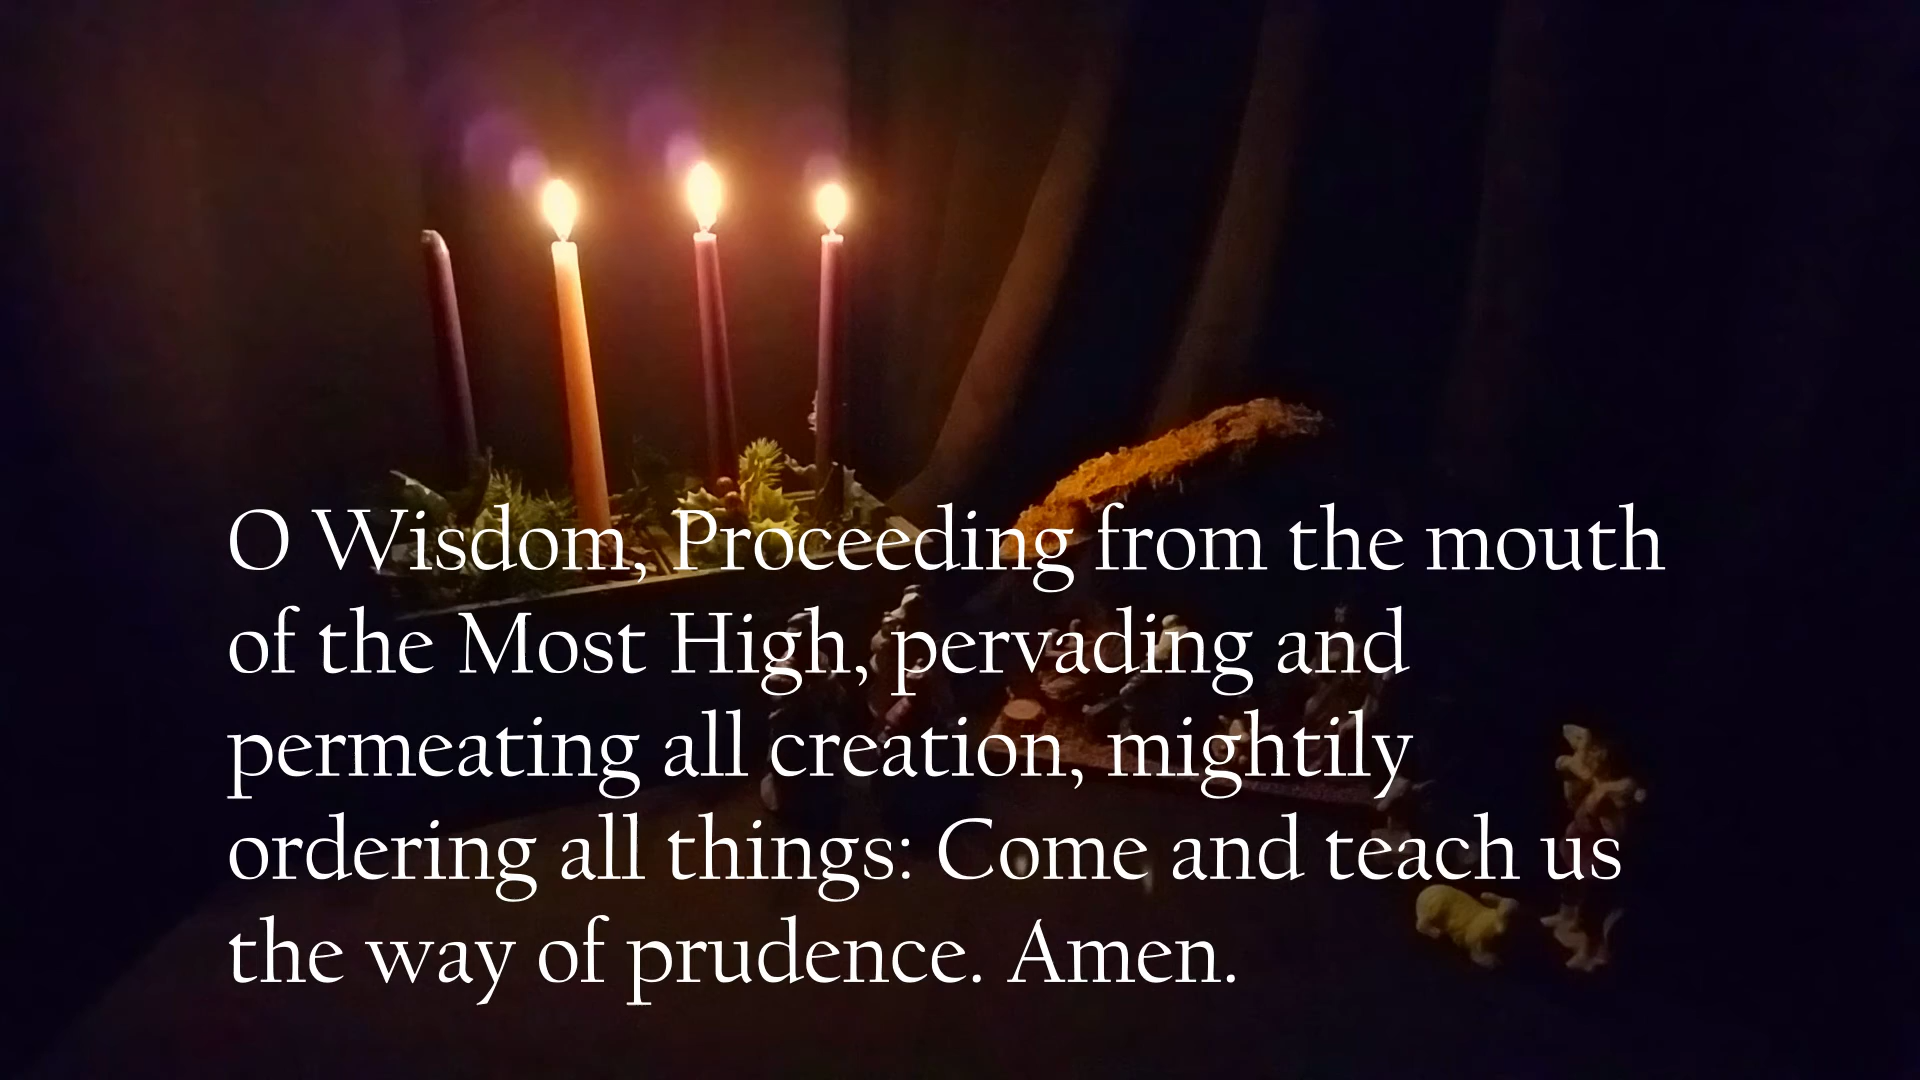 O Wisdom, Proceeding from the mouth
of the Most High, pervading and
permeating all creation, mightily
ordering all things: Come and teach us
the way of prudence. Amen.